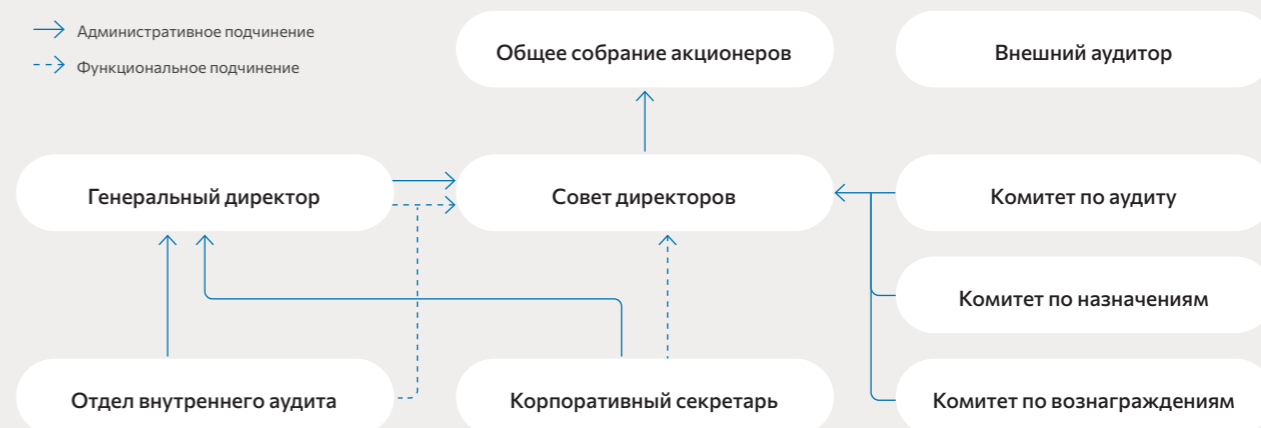 Административное подчинение
Функциональное подчинение
Общее собрание акционеров
Внешний аудитор
Генеральный директор
Совет директоров
Комитет по аудиту
Комитет по назначениям
Отдел внутреннего аудита
Корпоративный секретарь
Комитет по вознаграждениям